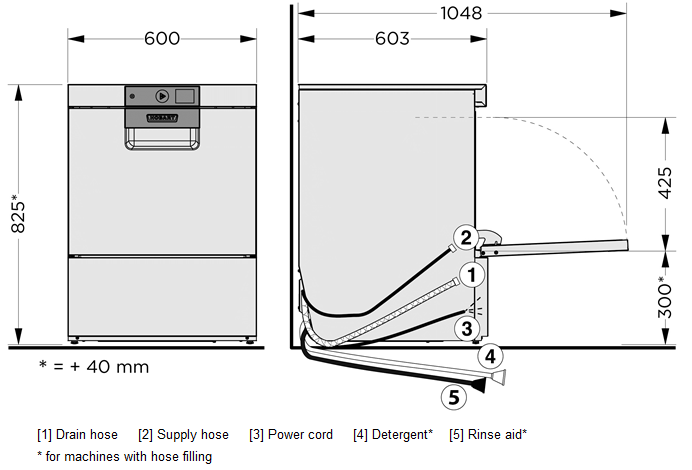 600
1048
603
HOBART
825*
425
300*
2
1
3
4
5
* = + 40 mm
[1] Drain hose [2] Supply hose [3] Power cord [4] Detergent* [5] Rinse aid*
* for machines with hose filling